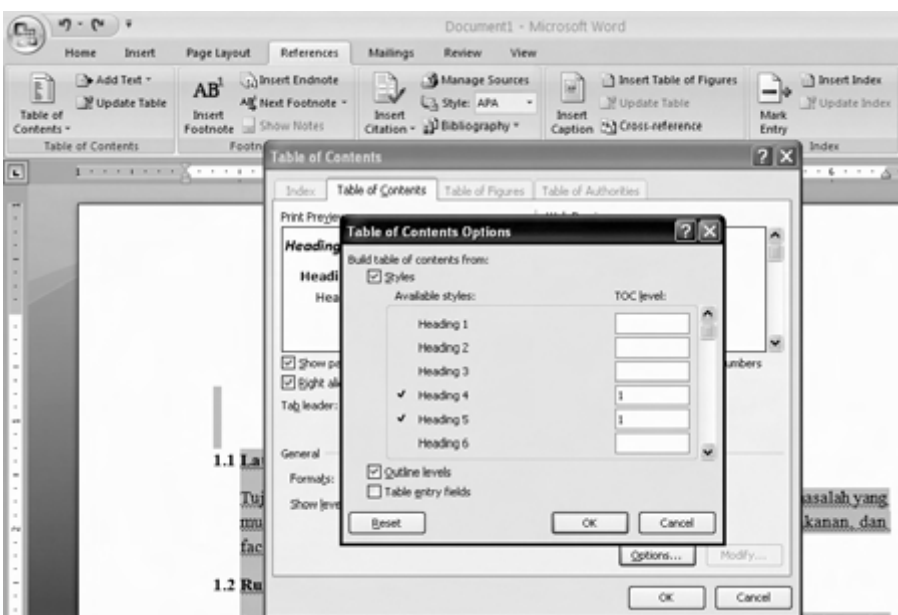 Document1 - Microsoft Word
Home Insert Page Layout References Mailings Review View
Table of Contents
Add Text
Update Table
Table of Contents
AB1
Insert Footnote
Insert Endnote
Next Footnote
Show Notes
Footn
Insert Citation
Manage Sources
Style: APA
Bibliography
Insert Caption
Insert Table of Figures
Update Table
Cross-reference
Mark Entry
Insert Index
Update Index
Index
Table of Contents
Index Table of Contents Table of Figures Table of Authorities
Print Preview
Heading
Headi
Hea
Show pa
Right ali
Tab leader:
General
Formats:
Show leve
umbers
Options... Modify...
OK Cancel
Table of Contents Options
Build table of contents from:
Styles
Available styles: TOC level:
Heading 1
Heading 2
Heading 3
Heading 4 1
Heading 5 1
Heading 6
Outline levels
Table entry fields
Reset OK Cancel
1.1 La
Tuj asalah yang
mu kanan, dan
fac
1.2 Ru